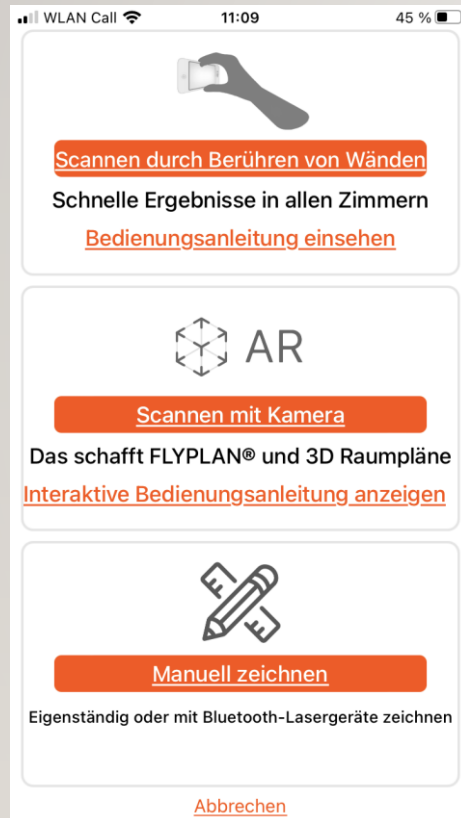 WLAN Call 11:09 45 %
Scannen durch Berühren von Wänden
Schnelle Ergebnisse in allen Zimmern
Bedienungsanleitung einsehen
AR
Scannen mit Kamera
Das schafft FLYPLAN® und 3D Raumpläne
Interaktive Bedienungsanleitung anzeigen
Manuell zeichnen
Eigenständig oder mit Bluetooth-Lasergeräte zeichnen
Abbrechen